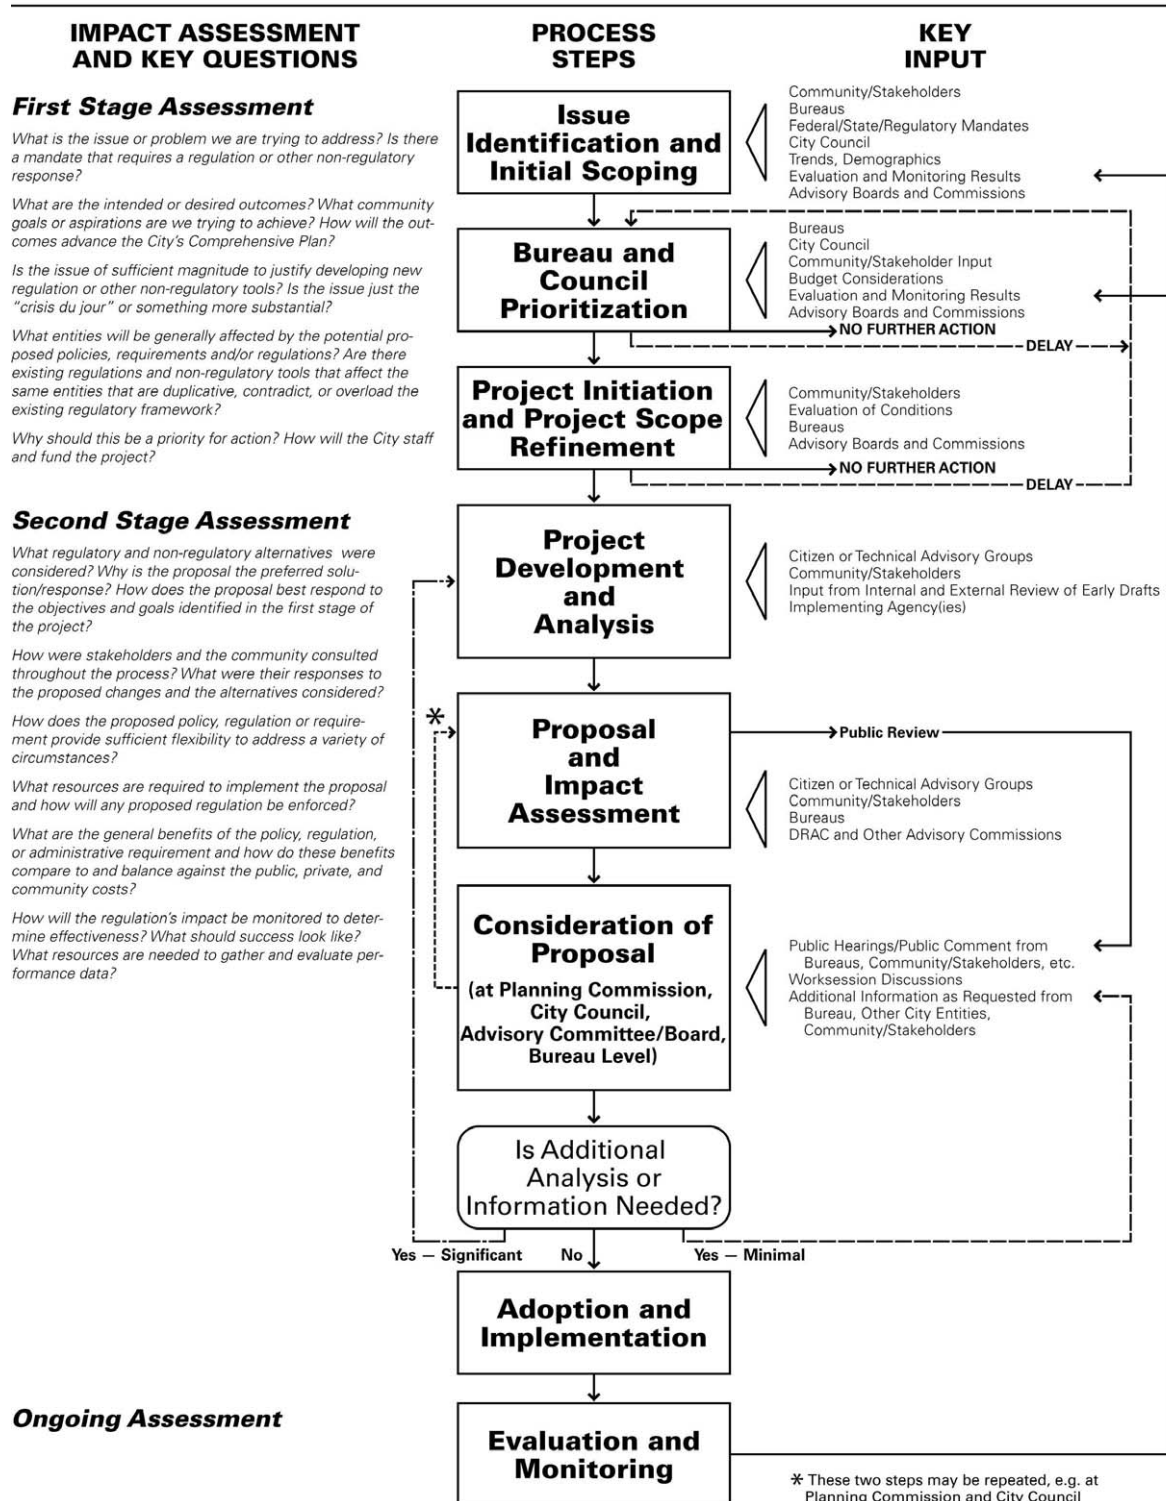 IMPACT ASSESSMENT
AND KEY QUESTIONS
PROCESS
STEPS
KEY
INPUT
First Stage Assessment
What is the issue or problem we are trying to address? Is there
a mandate that requires a regulation or other non-regulatory
response?
What are the intended or desired outcomes? What community
goals or aspirations are we trying to achieve? How will the out-
comes advance the City's Comprehensive Plan?
Is the issue of sufficient magnitude to justify developing new
regulation or other non-regulatory tools? Is the issue just the
"crisis du jour" or something more substantial?
What entities will be generally affected by the potential pro-
posed policies, requirements and/or regulations? Are there
existing regulations and non-regulatory tools that affect the
same entities that are duplicative, contradict, or overload the
existing regulatory framework?
Why should this be a priority for action? How will the City staff
and fund the project?
Issue
Identification and
Initial Scoping
Community/Stakeholders
Bureaus
Federal/State/Regulatory Mandates
City Council
Trends, Demographics
Evaluation and Monitoring Results
Advisory Boards and Commissions
Bureau and
Council
Prioritization
Bureaus
City Council
Community/Stakeholder Input
Budget Considerations
Evaluation and Monitoring Results
Advisory Boards and Commissions
NO FURTHER ACTION
DELAY
Project Initiation
and Project Scope
Refinement
Community/Stakeholders
Evaluation of Conditions
Bureaus
Advisory Boards and Commissions
NO FURTHER ACTION
DELAY
Second Stage Assessment
What regulatory and non-regulatory alternatives were
considered? Why is the proposal the preferred solu-
tion/response? How does the proposal best respond to
the objectives and goals identified in the first stage of
the project?
How were stakeholders and the community consulted
throughout the process? What were their responses to
the proposed changes and the alternatives considered?
How does the proposed policy, regulation or require-
ment provide sufficient flexibility to address a variety of
circumstances?
What resources are required to implement the proposal
and how will any proposed regulation be enforced?
What are the general benefits of the policy, regulation,
or administrative requirement and how do these benefits
compare to and balance against the public, private, and
community costs?
How will the regulation's impact be monitored to deter-
mine effectiveness? What should success look like?
What resources are needed to gather and evaluate per-
formance data?
Project
Development
and
Analysis
Citizen or Technical Advisory Groups
Community/Stakeholders
Input from Internal and External Review of Early Drafts
Implementing Agency(ies)
*
Proposal
and
Impact
Assessment
Public Review
Citizen or Technical Advisory Groups
Community/Stakeholders
Bureaus
DRAC and Other Advisory Commissions
Consideration of
Proposal
(at Planning Commission,
City Council,
Advisory Committee/Board,
Bureau Level)
Public Hearings/Public Comment from
Bureaus, Community/Stakeholders, etc.
Worksession Discussions
Additional Information as Requested from
Bureau, Other City Entities,
Community/Stakeholders
Is Additional
Analysis or
Information Needed?
Yes — Significant
No
Yes — Minimal
Adoption and
Implementation
Ongoing Assessment
Evaluation and
Monitoring
* These two steps may be repeated, e.g. at
Planning Commission and City Council